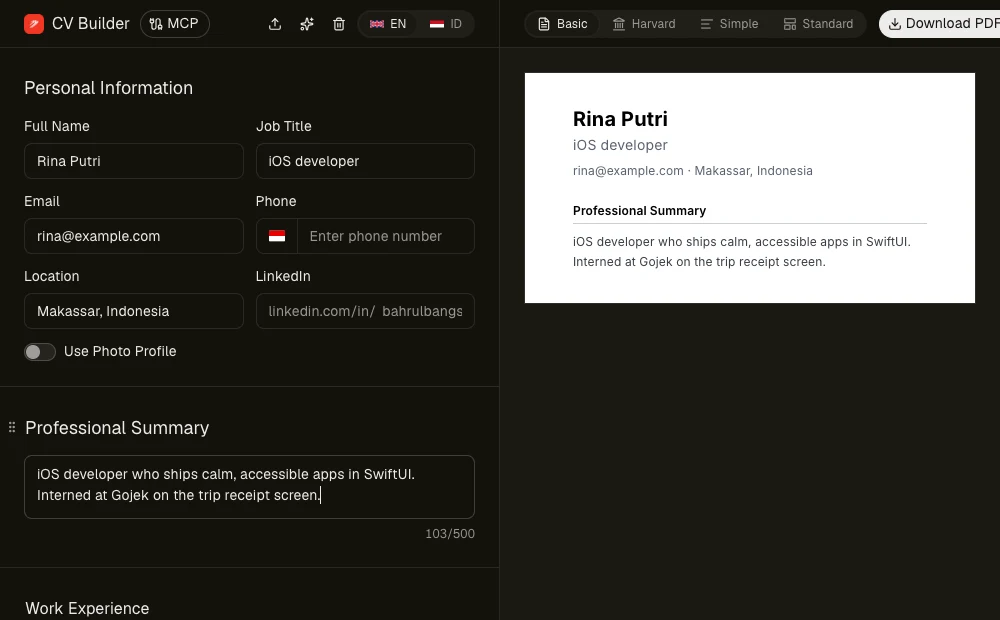 CV Builder
MCP
EN
ID
Basic
Harvard
Simple
Standard
Download PDF
Personal Information
Full Name
Job Title
Rina Putri
iOS developer
Email
Phone
rina@example.com
Enter phone number
Location
LinkedIn
Makassar, Indonesia
linkedin.com/in/ bahrulbangs
Use Photo Profile
Professional Summary
iOS developer who ships calm, accessible apps in SwiftUI.
Interned at Gojek on the trip receipt screen.
103/500
Work Experience
Rina Putri
iOS developer
rina@example.com · Makassar, Indonesia
Professional Summary
iOS developer who ships calm, accessible apps in SwiftUI.
Interned at Gojek on the trip receipt screen.